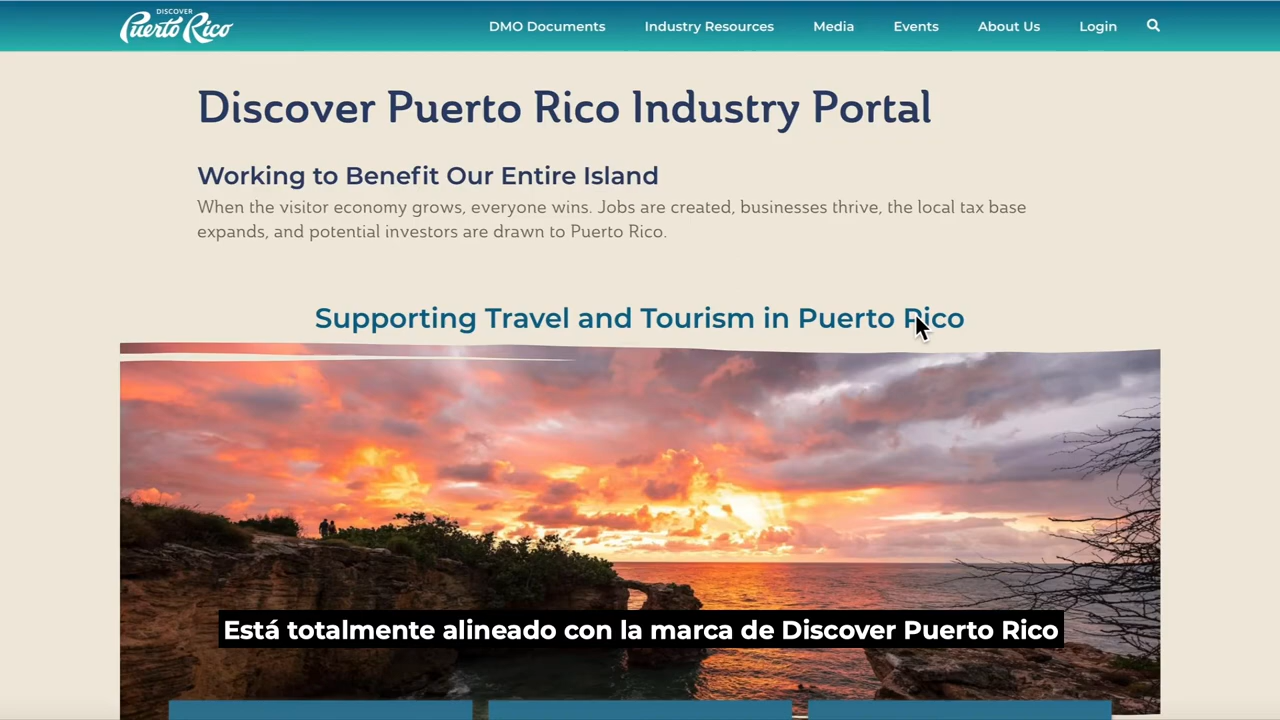 DISCOVER
Puerto Rico
DMO Documents
Industry Resources
Media
Events
About Us
Login
Discover Puerto Rico Industry Portal
Working to Benefit Our Entire Island
When the visitor economy grows, everyone wins. Jobs are created, businesses thrive, the local tax base
expands, and potential investors are drawn to Puerto Rico.
Supporting Travel and Tourism in Puerto Rico
Está totalmente alineado con la marca de Discover Puerto Rico